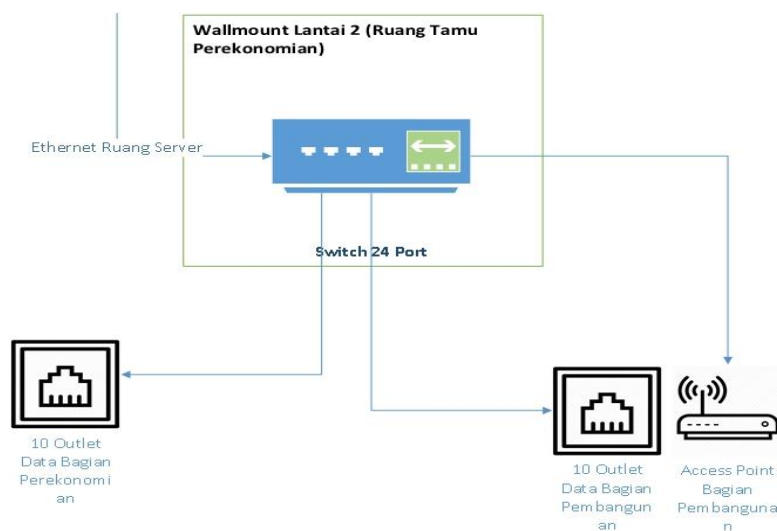 Wallmount Lantai 2 (Ruang Tamu
Perekonomian)
Ethernet Ruang Server
Switch 24 Port
10 Outlet
Data Bagian
Perekonomi
an
10 Outlet
Data Bagian
Pembangun
an
Access Point
Bagian
Pembanguna
n